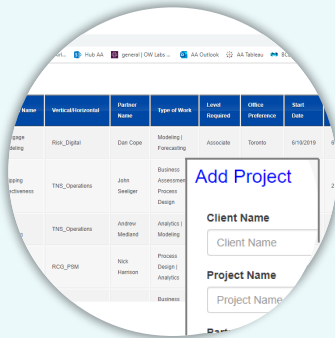 Hub AA general | OW Labs ... AA Outlook AA Tableau
Name Vertical/Horizontal Partner Name Type of Work Level Required Office Preference Start Date
Risk_Digital Dan Cope Modeling | Forecasting Associate Toronto 6/10/2019
TNS_Operations John Seeliger Business Assessment Process Design
TNS_Operations Andrew Medland Analytics | Modeling
RCG_PSM Nick Harrison Process Design | Analytics
Business
Add Project
Client Name
Client Name
Project Name
Project Name